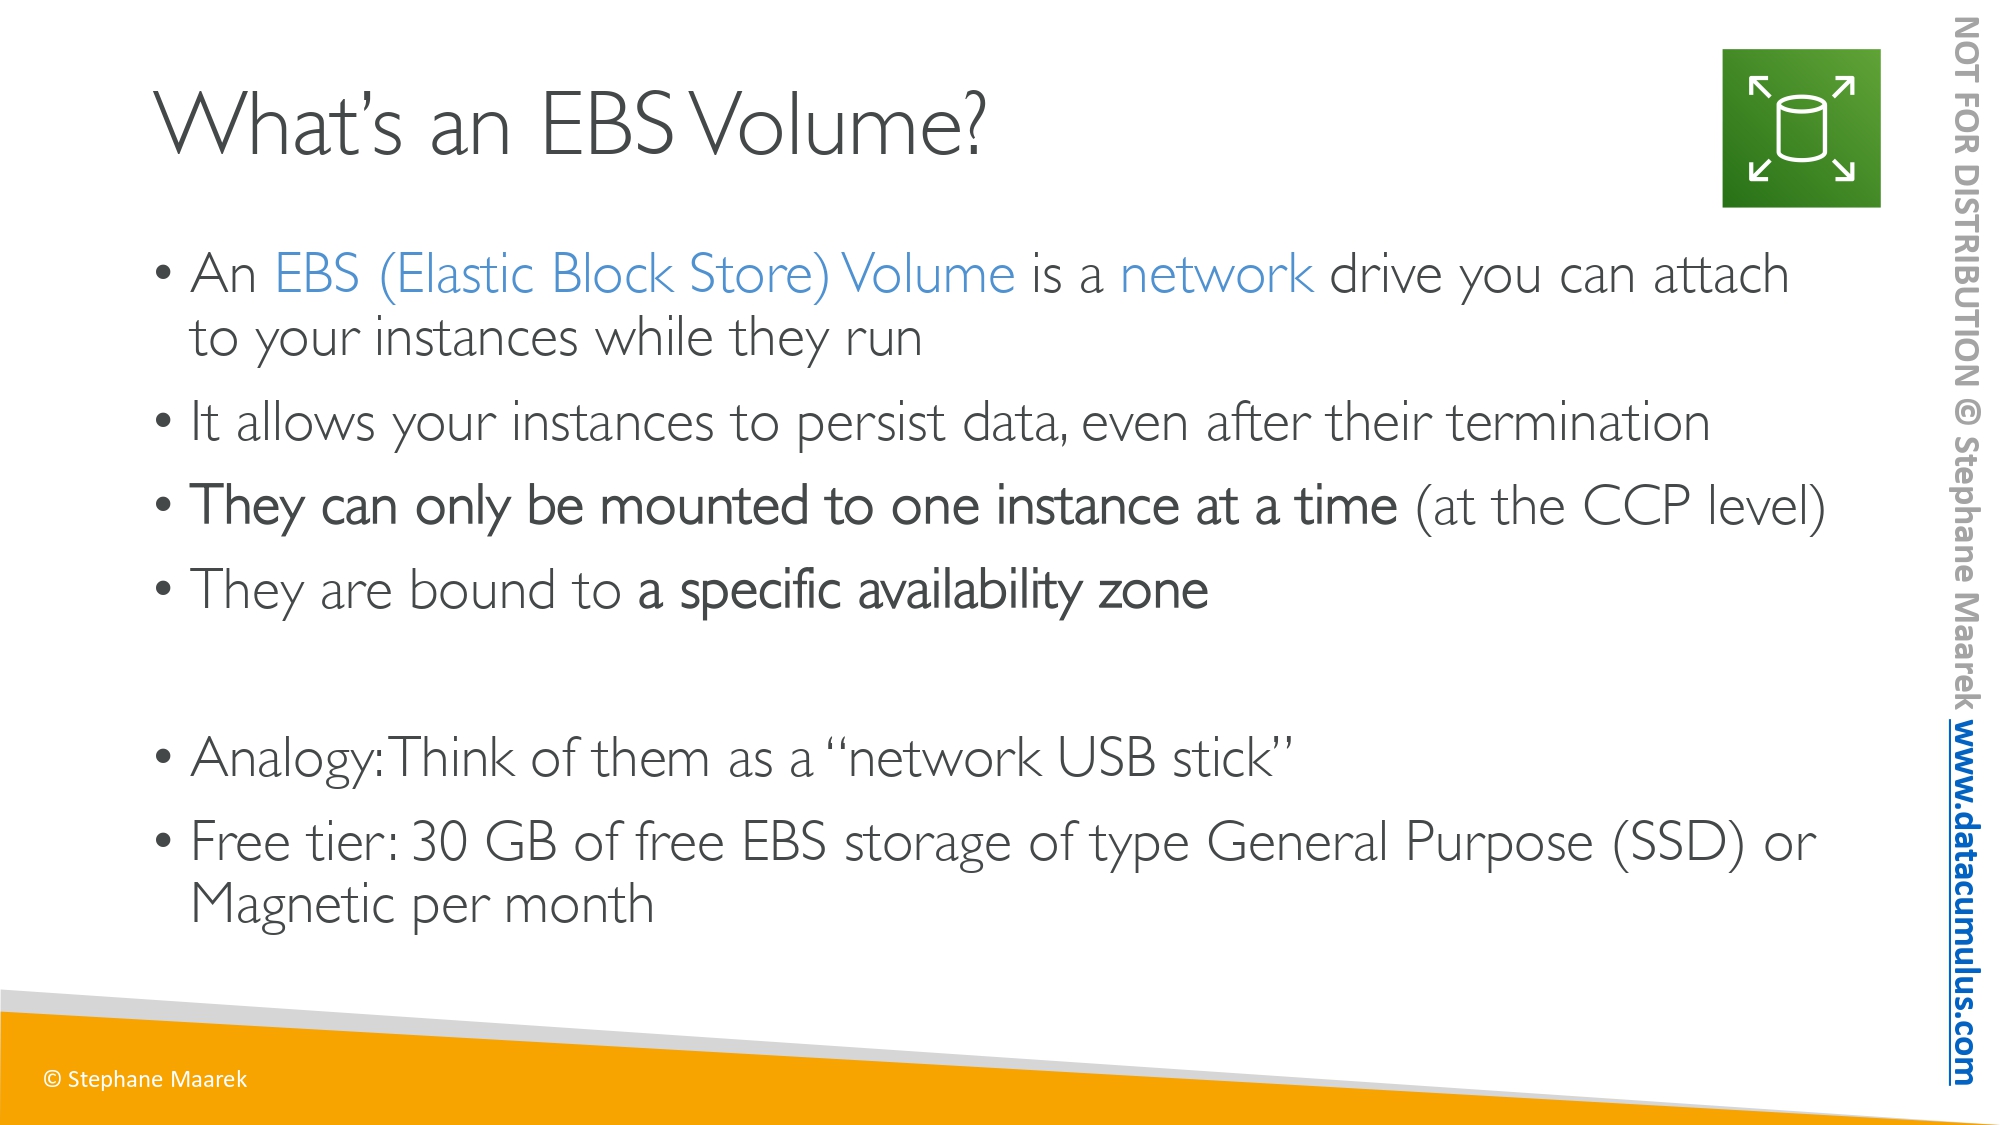 What’s an EBS Volume?
• An EBS (Elastic Block Store) Volume is a network drive you can attach
to your instances while they run
• It allows your instances to persist data, even after their termination
• They can only be mounted to one instance at a time (at the CCP level)
• They are bound to a specific availability zone
• Analogy: Think of them as a “network USB stick”
• Free tier: 30 GB of free EBS storage of type General Purpose (SSD) or
Magnetic per month
© Stephane Maarek
NOT FOR DISTRIBUTION © Stephane Maarek www.datacumulus.com